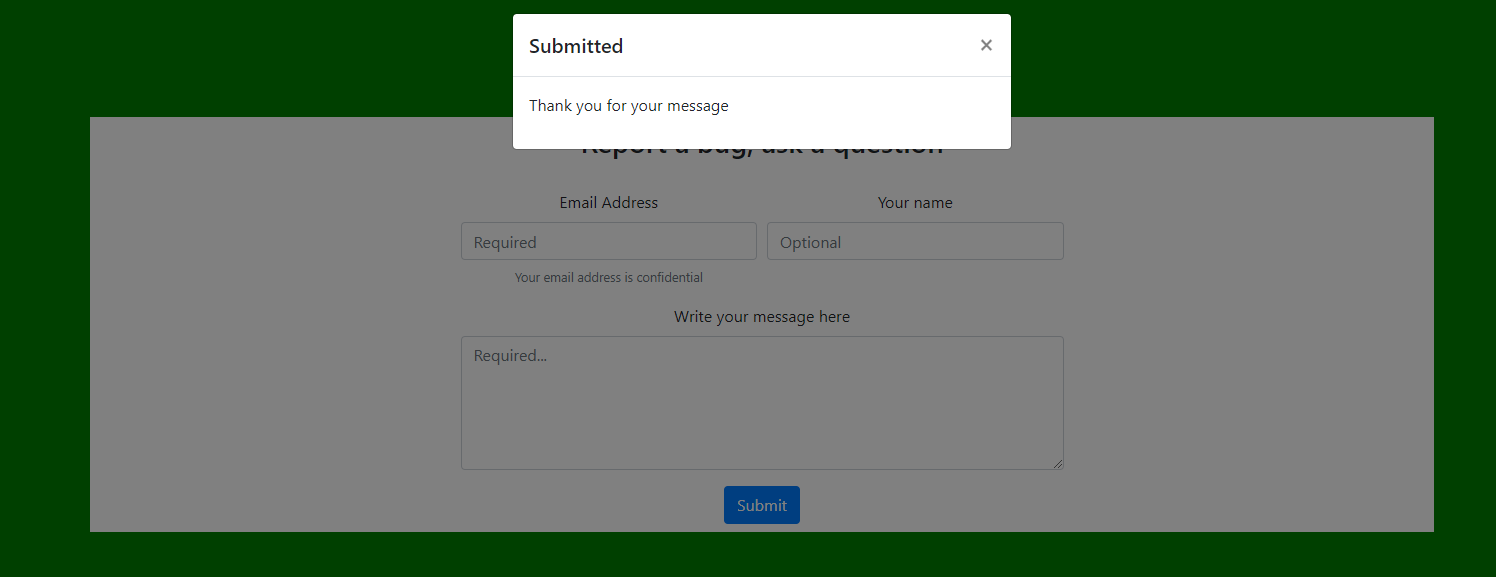 Submitted
×
Thank you for your message
Report a bug, ask a question
Email Address
Your name
Required
Optional
Your email address is confidential
Write your message here
Required...
Submit